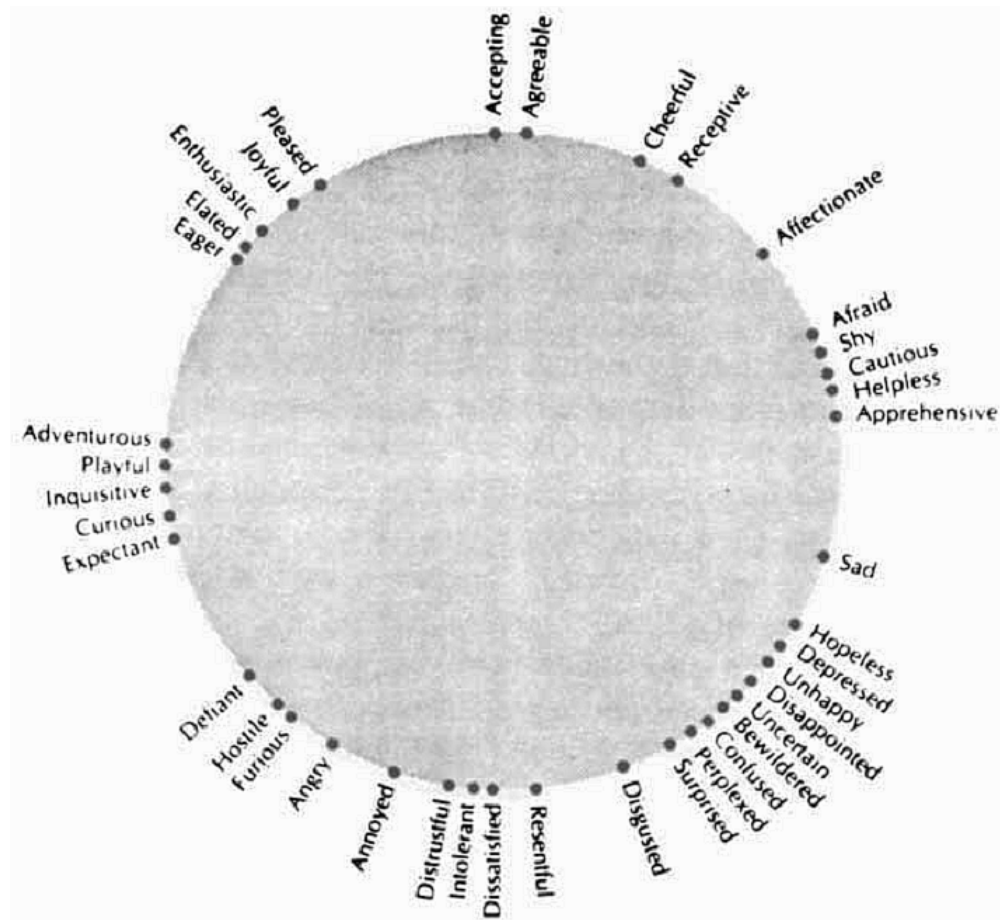 Accepting
Agreeable
Cheerful
Receptive
Affectionate
Afraid
Shy
Cautious
Helpless
Apprehensive
Sad
Hopeless
Depressed
Unhappy
Disappointed
Uncertain
Bewildered
Confused
Perplexed
Surprised
Disgusted
Resentful
Dissatisfied
Intolerant
Distrustful
Annoyed
Angry
Furious
Hostile
Defiant
Expectant
Curious
Inquisitive
Playful
Adventurous
Eager
Elated
Enthusiastic
Joyful
Pleased